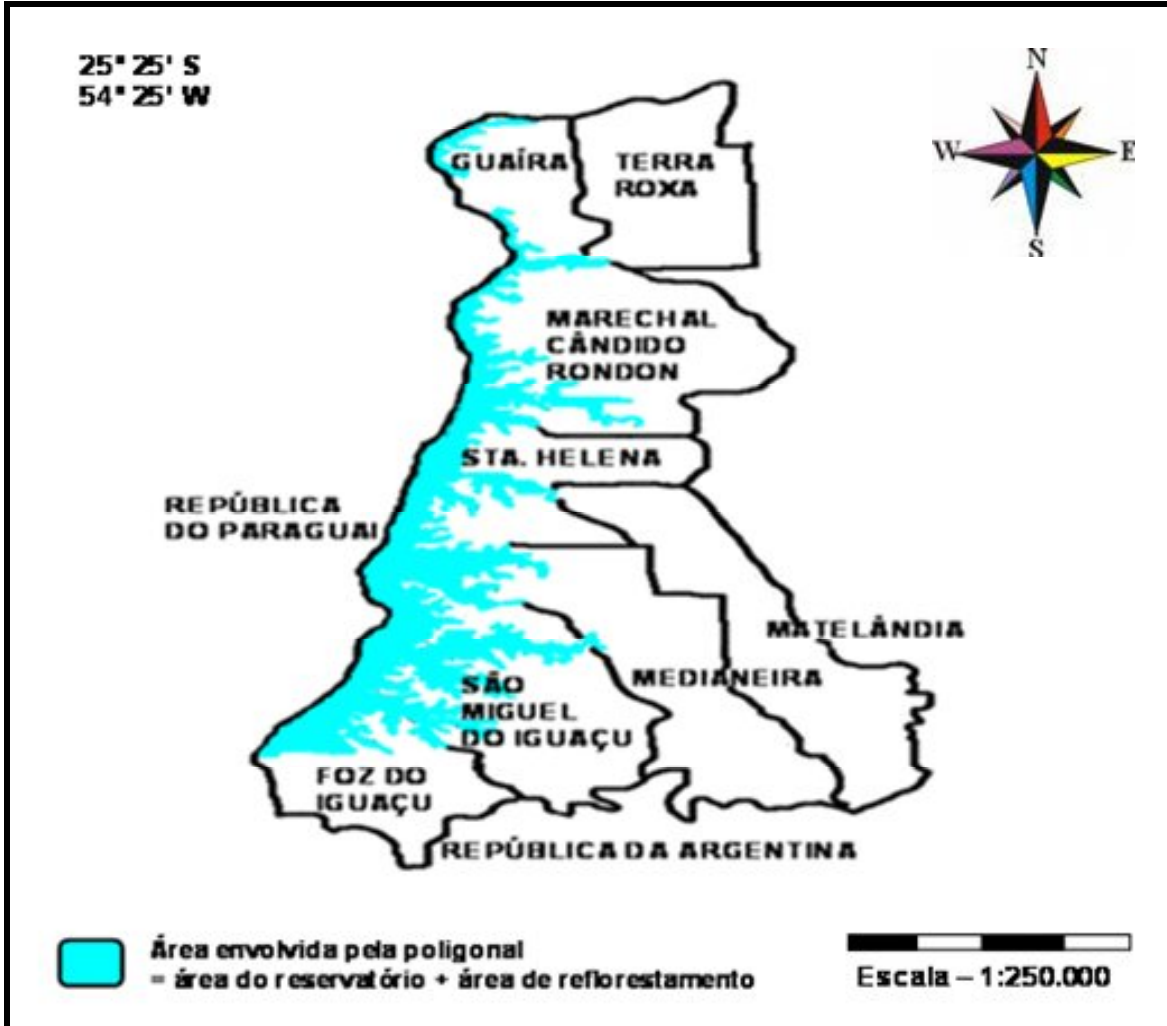 25° 25' S
54° 25' W
N
W
E
S
GUAÍRA
TERRA
ROXA
MARECHAL
CÂNDIDO
RONDON
STA. HELENA
REPÚBLICA
DO PARAGUAI
MATELÂNDIA
MEDIANEIRA
SÃO
MIGUEL
DO IGUAÇU
FOZ DO
IGUAÇU
REPÚBLICA DA ARGENTINA
Área envolvida pela poligonal
= área do reservatório + área de reflorestamento
Escala – 1:250.000